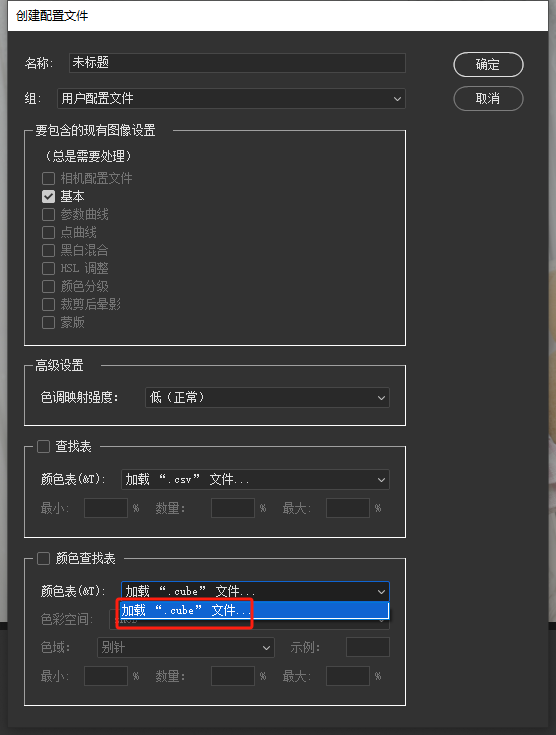 创建配置文件
名称： 未标题 确定
组： 用户配置文件 取消
要包含的现有图像设置
（总是需要处理）
相机配置文件
基本
参数曲线
点曲线
黑白混合
HSL 调整
颜色分级
裁剪后晕影
蒙版
高级设置
色调映射强度： 低（正常）
查找表
颜色表(&T)： 加载 “.csv” 文件...
最小： % 数量： % 最大： %
颜色查找表
颜色表(&T)： 加载 “.cube” 文件...
加载 “.cube” 文件...
色彩空间：
色域： 别针 示例：
最小： % 数量： % 最大： %